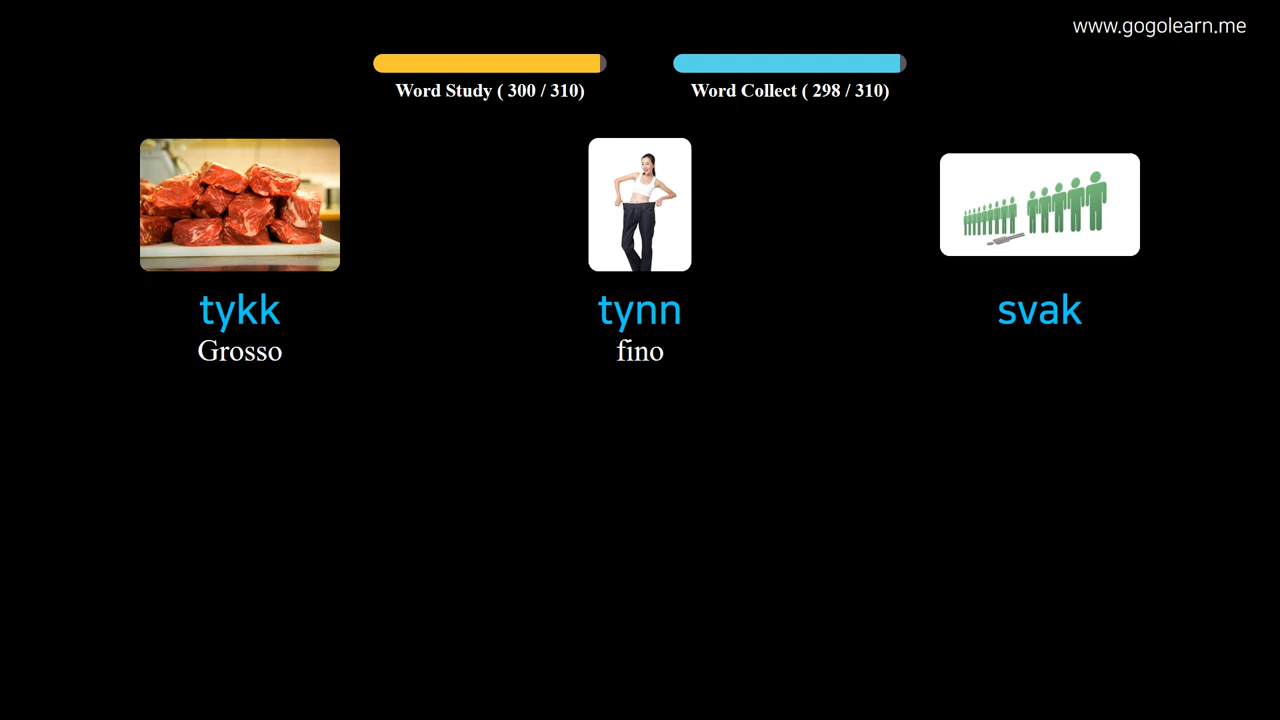 www.gogolearn.me
Word Study ( 300 / 310)
Word Collect ( 298 / 310)
tykk
Grosso
tynn
fino
svak